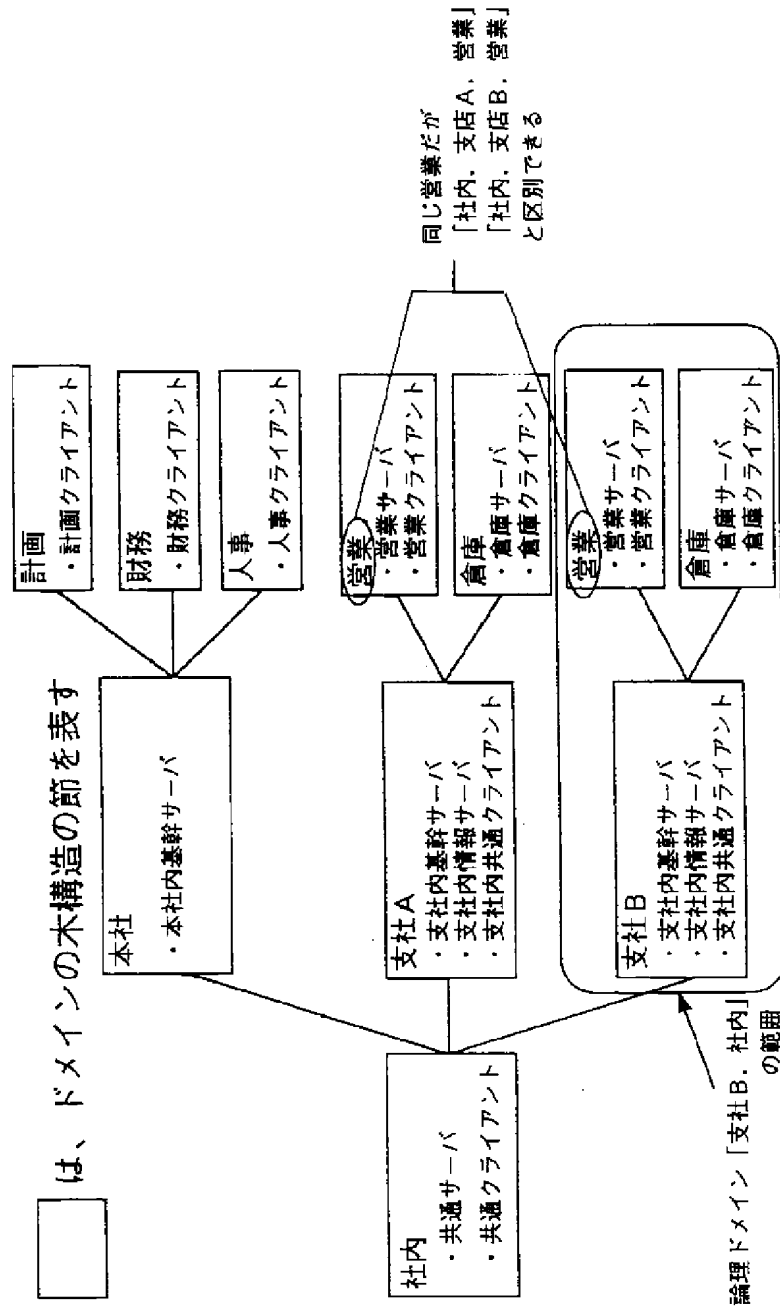 は、ドメインの木構造の節を表す
社内
・共通サーバ
・共通クライアント
本社
・本社内基幹サーバ
計画
・計画クライアント
財務
・財務クライアント
人事
・人事クライアント
支社A
・支社内基幹サーバ
・支社内情報サーバ
・支社内共通クライアント
営業
・営業サーバ
・営業クライアント
倉庫
・倉庫サーバ
・倉庫クライアント
支社B
・支社内基幹サーバ
・支社内情報サーバ
・支社内共通クライアント
営業
・営業サーバ
・営業クライアント
倉庫
・倉庫サーバ
・倉庫クライアント
同じ営業だが
「社内．支店A．営業」
「社内．支店B．営業」
と区別できる
論理ドメイン「支社B．社内」
の範囲